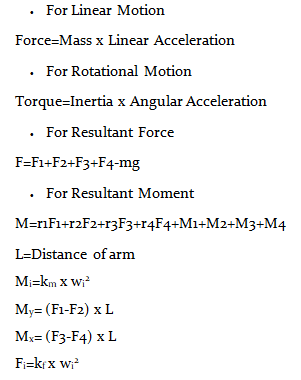 • For Linear Motion
Force=Mass x Linear Acceleration
• For Rotational Motion
Torque=Inertia x Angular Acceleration
• For Resultant Force
F=F1+F2+F3+F4-mg
• For Resultant Moment
M=r1F1+r2F2+r3F3+r4F4+M1+M2+M3+M4
L=Distance of arm
Mᵢ=kₘ x wᵢ²
My= (F1-F2) x L
Mx= (F3-F4) x L
Fᵢ=kf x wᵢ²